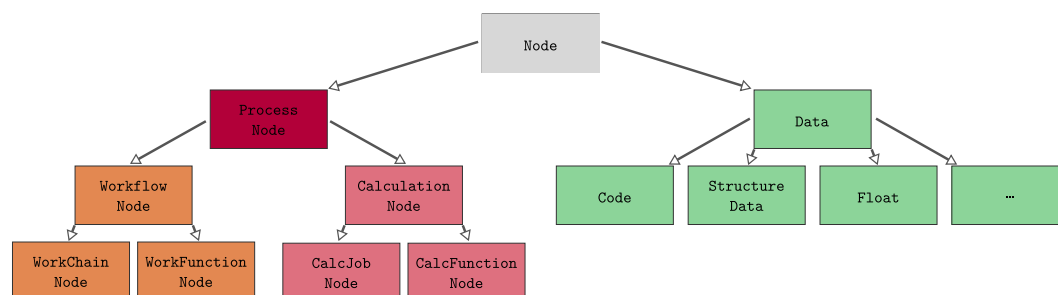 Node
Process
Node
Data
Workflow
Node
Calculation
Node
Code
Structure
Data
Float
…
WorkChain
Node
WorkFunction
Node
CalcJob
Node
CalcFunction
Node